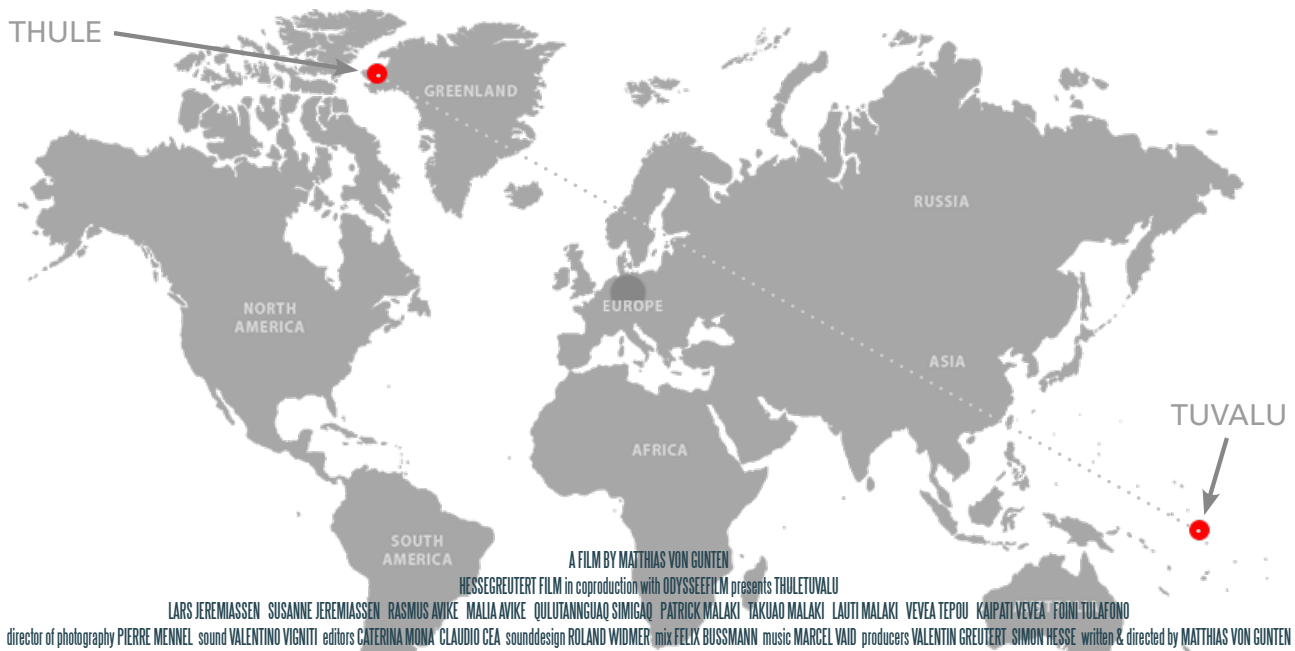 THULE
GREENLAND
RUSSIA
NORTH
AMERICA
EUROPE
ASIA
TUVALU
AFRICA
SOUTH
AMERICA
A FILM BY MATTHIAS VON GUNTEN
HESSEGREUTERT FILM in coproduction with ODYSSEEFILM presents THULETUVALU
LARS JEREMIASSEN SUSANNE JEREMIASSEN RASMUS AVIKE MALIA AVIKE QULUTANNGUAQ SIMIGAQ PATRICK MALAKI TAKUAO MALAKI LAUTI MALAKI VEVEA TEPOU KAIPATI VEVEA FOINI TULAFONO
director of photography PIERRE MENNEL sound VALENTINO VIGNITI editors CATERINA MONA CLAUDIO CEA sounddesign ROLAND WIDMER mix FELIX BUSSMANN music MARCEL VAID producers VALENTIN GREUTERT SIMON HESSE written & directed by MATTHIAS VON GUNTEN